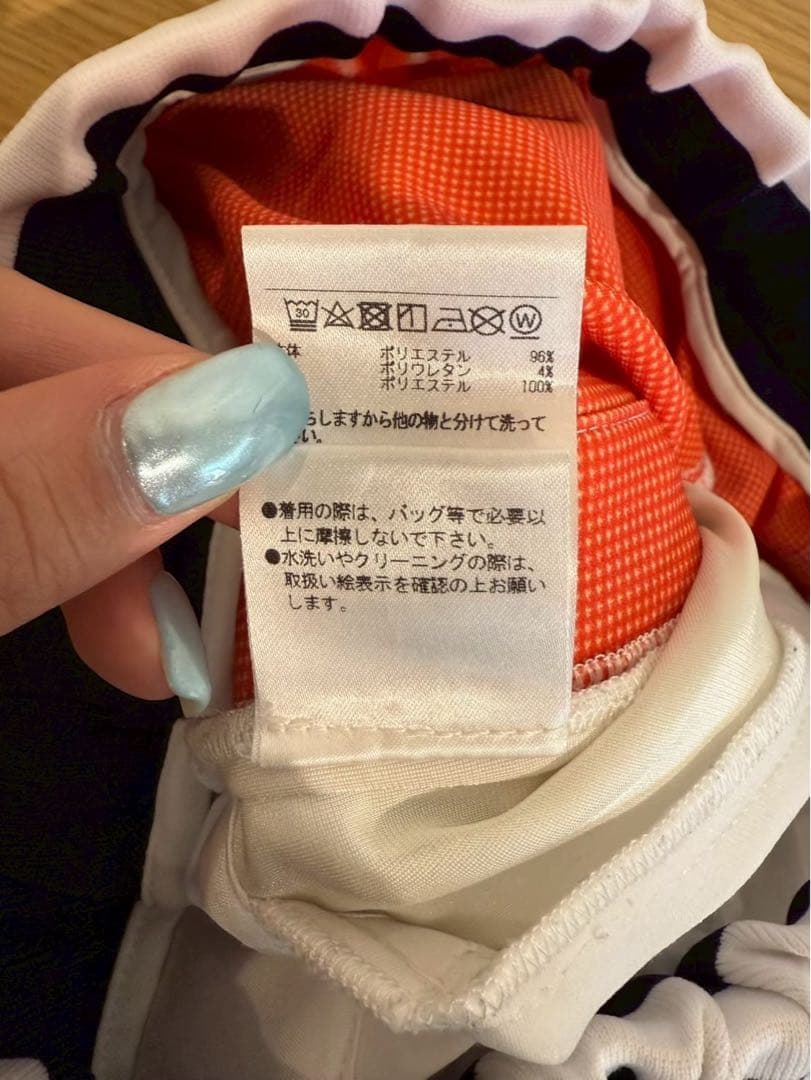 30 W
体 ポリエステル 96%
ポリウレタン 4%
ポリエステル 100%
しますから他の物と分けて洗って
い。
●着用の際は、バッグ等で必要以
上に摩擦しないで下さい。
●水洗いやクリーニングの際は、
取扱い絵表示を確認の上お願い
します。